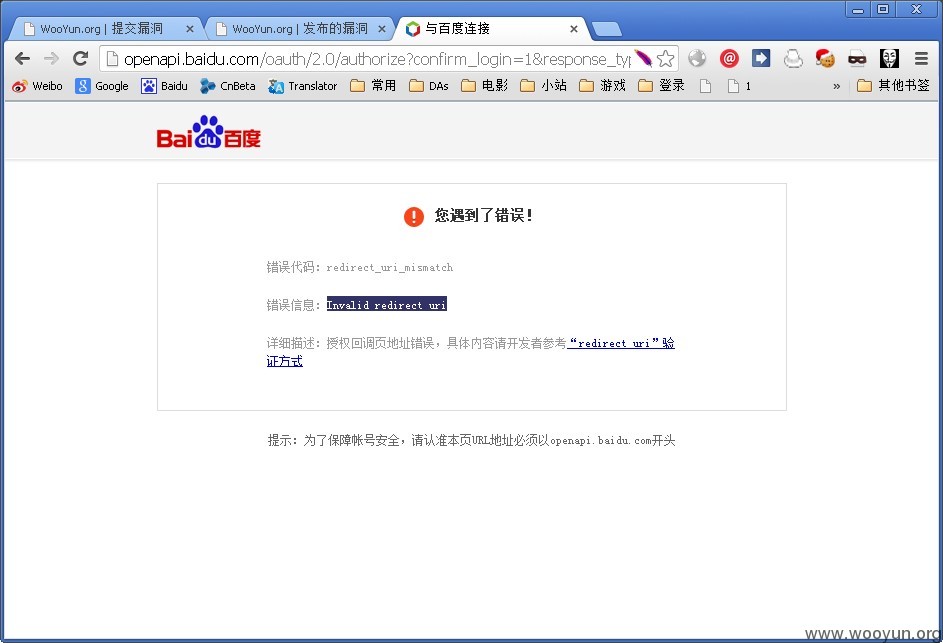 WooYun.org | 提交漏洞
WooYun.org | 发布的漏洞
与百度连接
openapi.baidu.com/oauth/2.0/authorize?confirm_login=1&response_typ
Weibo Google Baidu CnBeta Translator 常用 DAs 电影 小站 游戏 登录 1 » 其他书签
Bai du 百度
您遇到了错误！
错误代码：redirect_uri_mismatch
错误信息：Invalid redirect uri
详细描述：授权回调页地址错误，具体内容请开发者参考“redirect uri”验
证方式
提示：为了保障帐号安全，请认准本页URL地址必须以openapi.baidu.com开头
www.wooyun.org